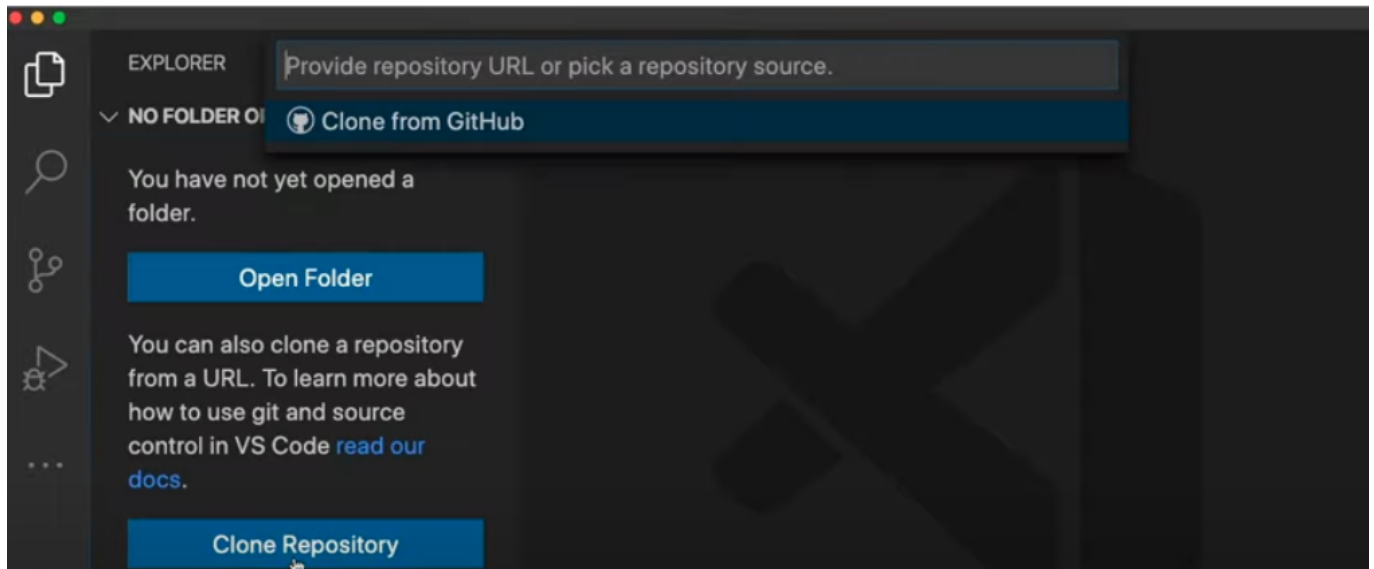 EXPLORER
Provide repository URL or pick a repository source.
NO FOLDER O
Clone from GitHub
You have not yet opened a
folder.
Open Folder
You can also clone a repository
from a URL. To learn more about
how to use git and source
control in VS Code read our
docs.
Clone Repository